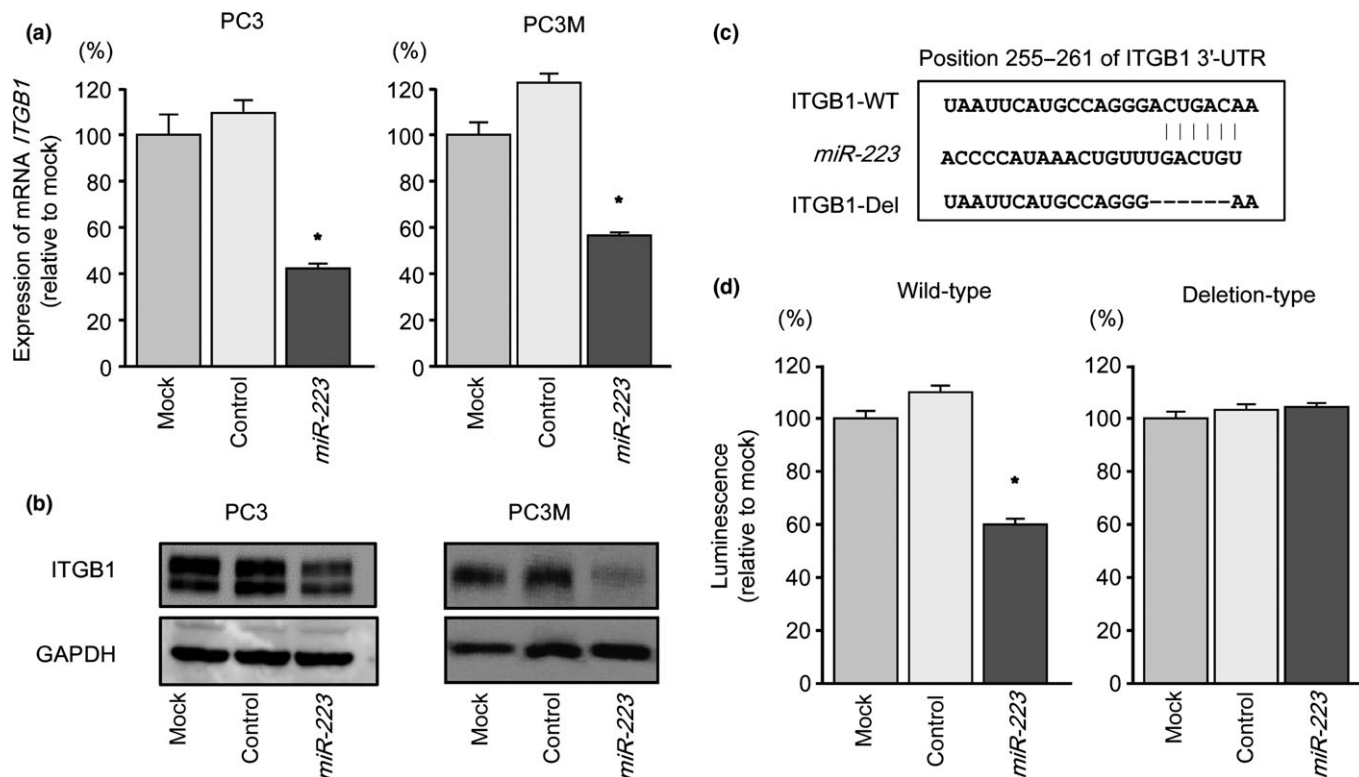 (a)
PC3
(%)
Expression of mRNA ITGB1
(relative to mock)
120
100
80
60
40
20
0
*
Mock
Control
miR-223
PC3M
(%)
120
100
80
60
40
20
0
*
Mock
Control
miR-223
(b)
PC3
PC3M
ITGB1
GAPDH
Mock
Control
miR-223
Mock
Control
miR-223
(c)
Position 255–261 of ITGB1 3'-UTR
ITGB1-WT UAAUUCAUGCCAGGGACUGACAA
miR-223 ACCCCAUAAACUGUUUGACUGU
ITGB1-Del UAAUUCAUGCCAGGG------AA
(d)
Wild-type
(%)
Luminescence
(relative to mock)
120
100
80
60
40
20
0
*
Mock
Control
miR-223
Deletion-type
(%)
120
100
80
60
40
20
0
Mock
Control
miR-223